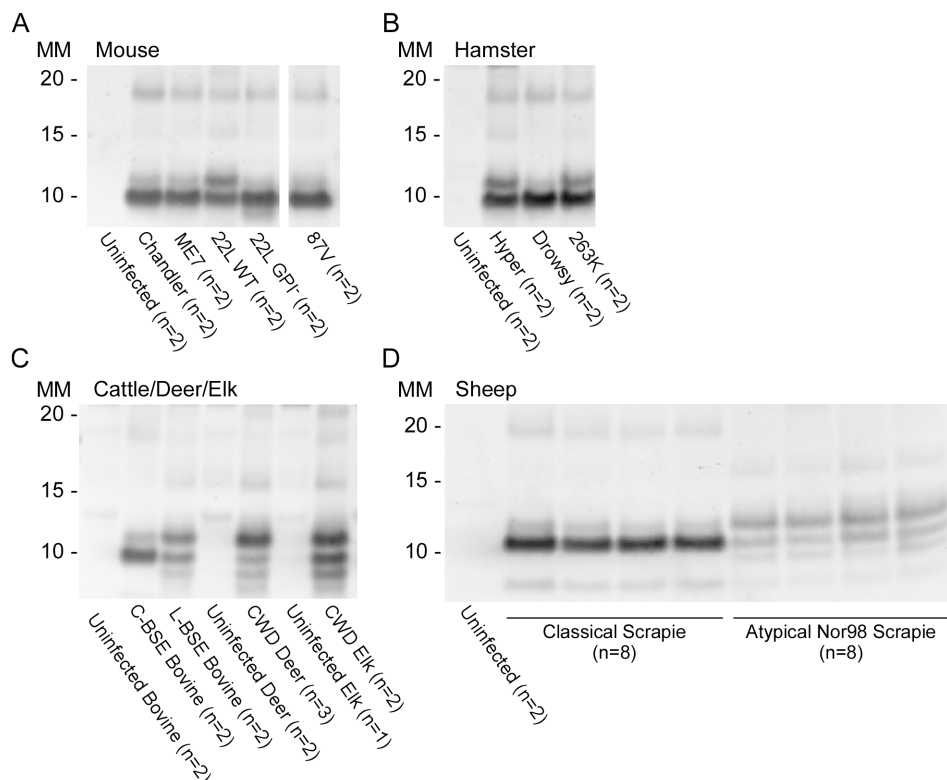 A
MM Mouse
20 -
15 -
10 -
Uninfected (n=2)
Chandler (n=2)
ME7 (n=2)
22L WT (n=2)
22L GPI- (n=2)
87V (n=2)
B
MM Hamster
20 -
15 -
10 -
Uninfected (n=2)
Hyper (n=2)
Drowsy (n=2)
263K (n=2)
C
MM Cattle/Deer/Elk
20 -
15 -
10 -
Uninfected Bovine (n=2)
C-BSE Bovine (n=2)
L-BSE Bovine (n=2)
Uninfected Deer (n=2)
CWD Deer (n=3)
Uninfected Elk (n=1)
CWD Elk (n=2)
D
MM Sheep
20 -
15 -
10 -
Uninfected (n=2)
Classical Scrapie
(n=8)
Atypical Nor98 Scrapie
(n=8)